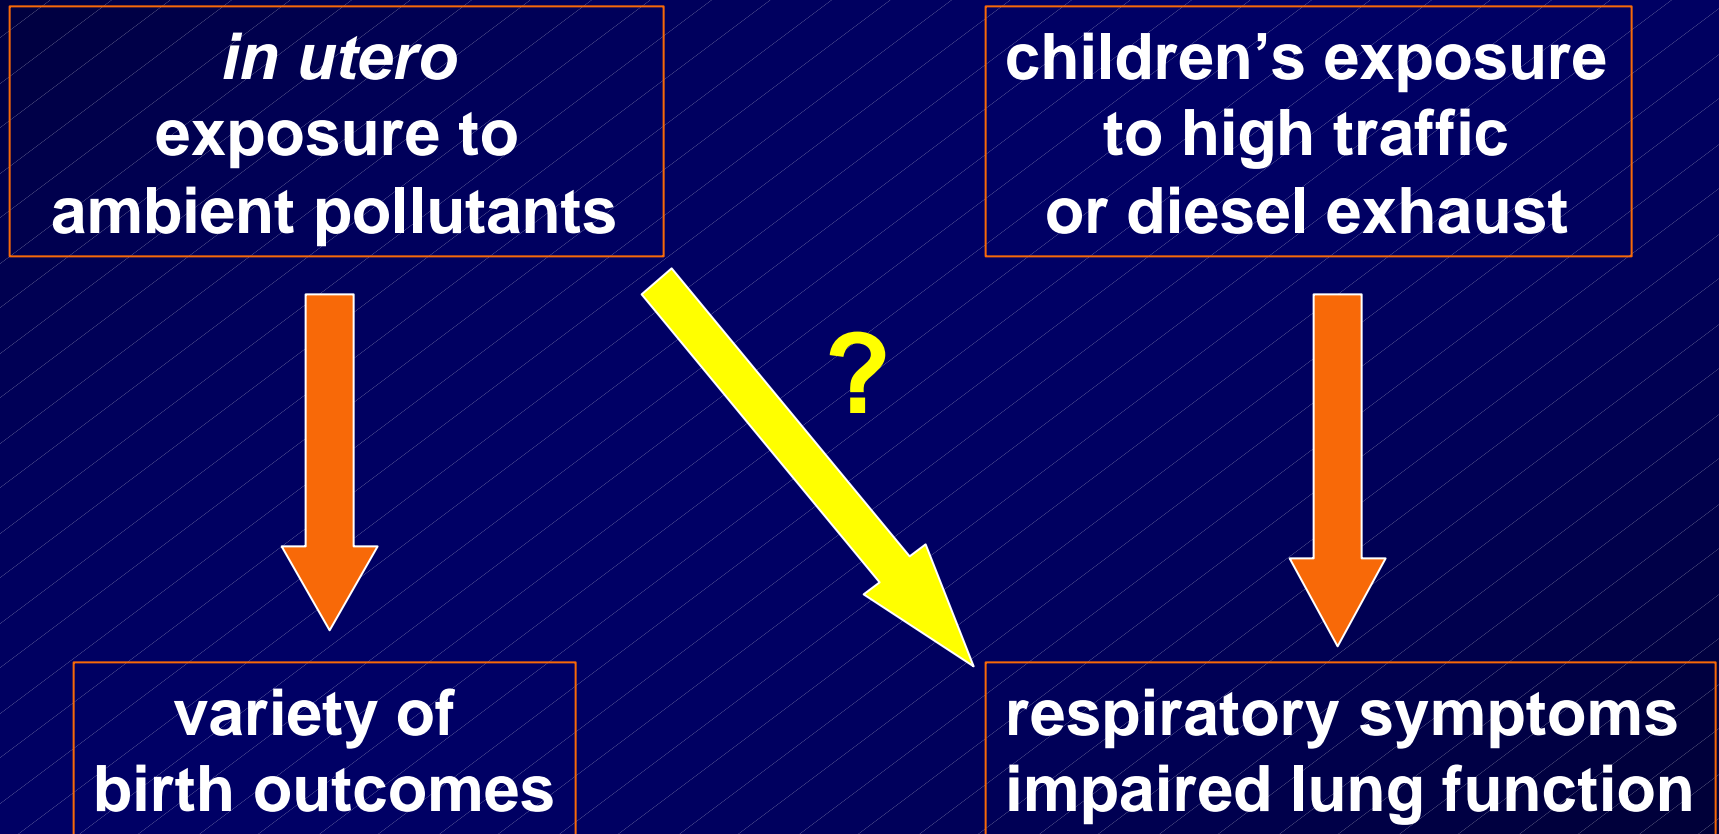 in utero
exposure to
ambient pollutants
children’s exposure
to high traffic
or diesel exhaust
?
variety of
birth outcomes
respiratory symptoms
impaired lung function